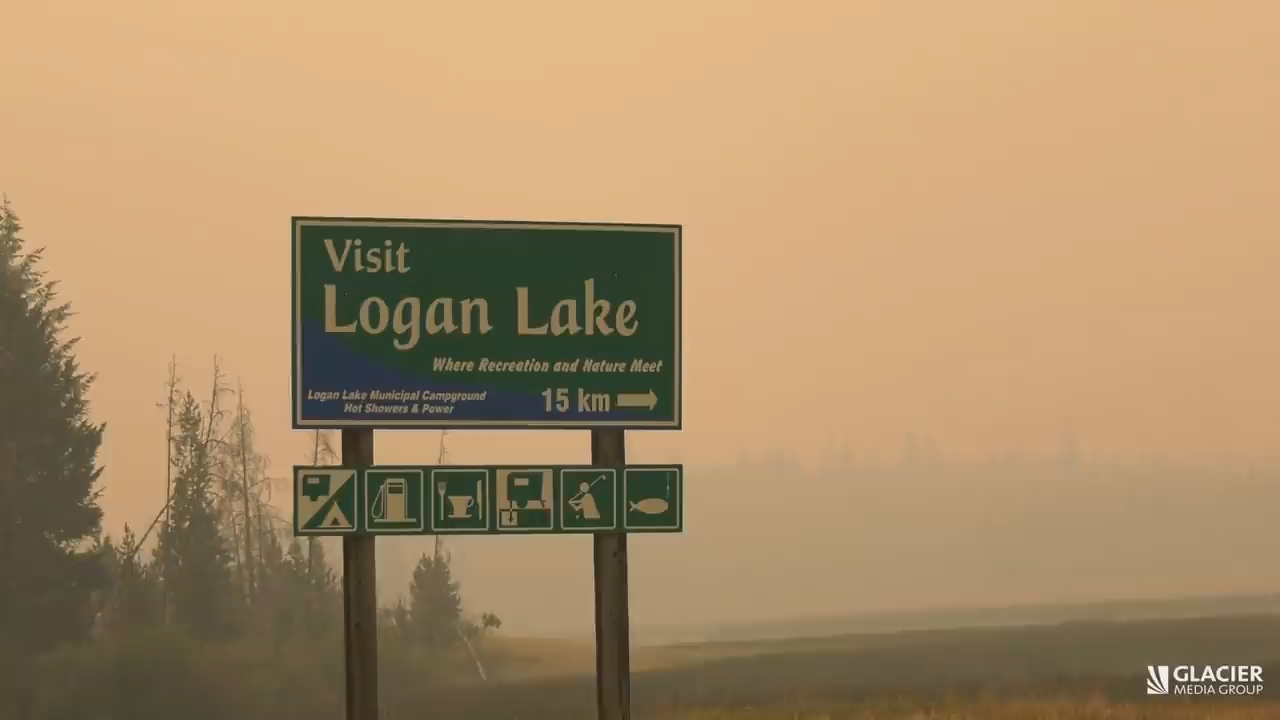 Visit
Logan Lake
Where Recreation and Nature Meet
Logan Lake Municipal Campground
Hot Showers & Power
15 km
GLACIER
MEDIA GROUP